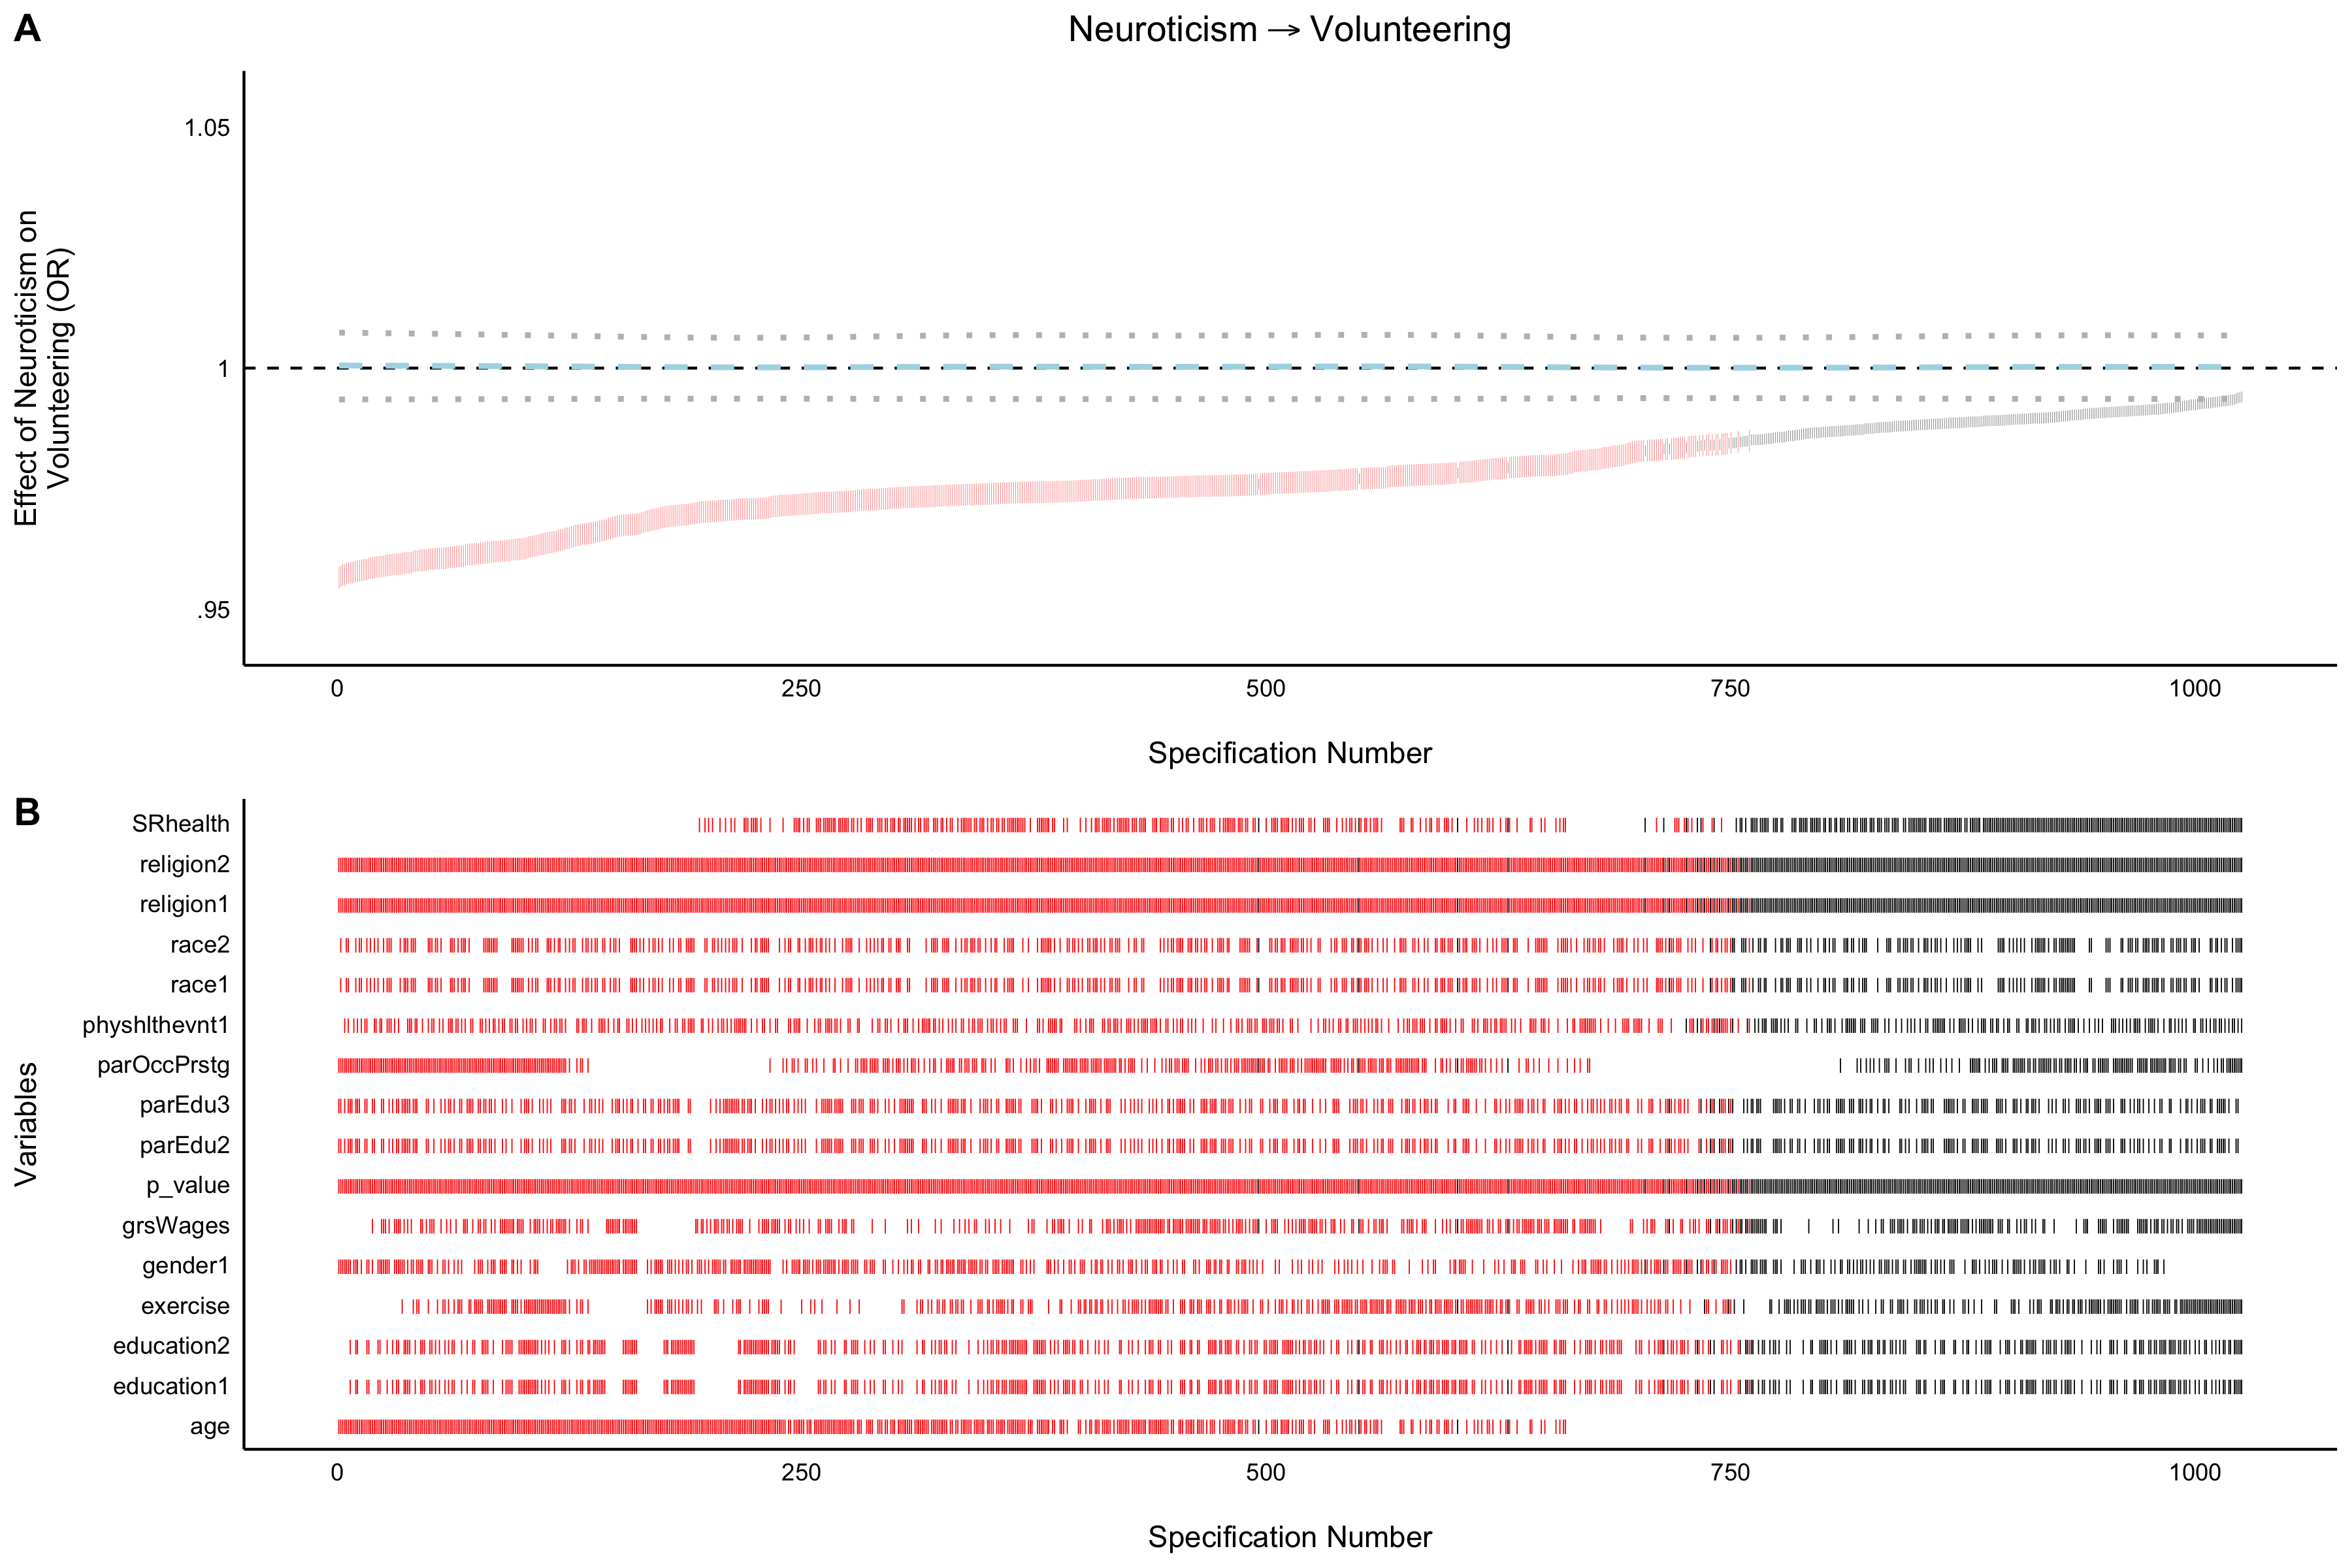 A
Neuroticism → Volunteering
Effect of Neuroticism on
Volunteering (OR)
1.05
1
.95
0 250 500 750 1000
Specification Number
B
Variables
SRhealth
religion2
religion1
race2
race1
physhlthevnt1
parOccPrstg
parEdu3
parEdu2
p_value
grsWages
gender1
exercise
education2
education1
age
0 250 500 750 1000
Specification Number